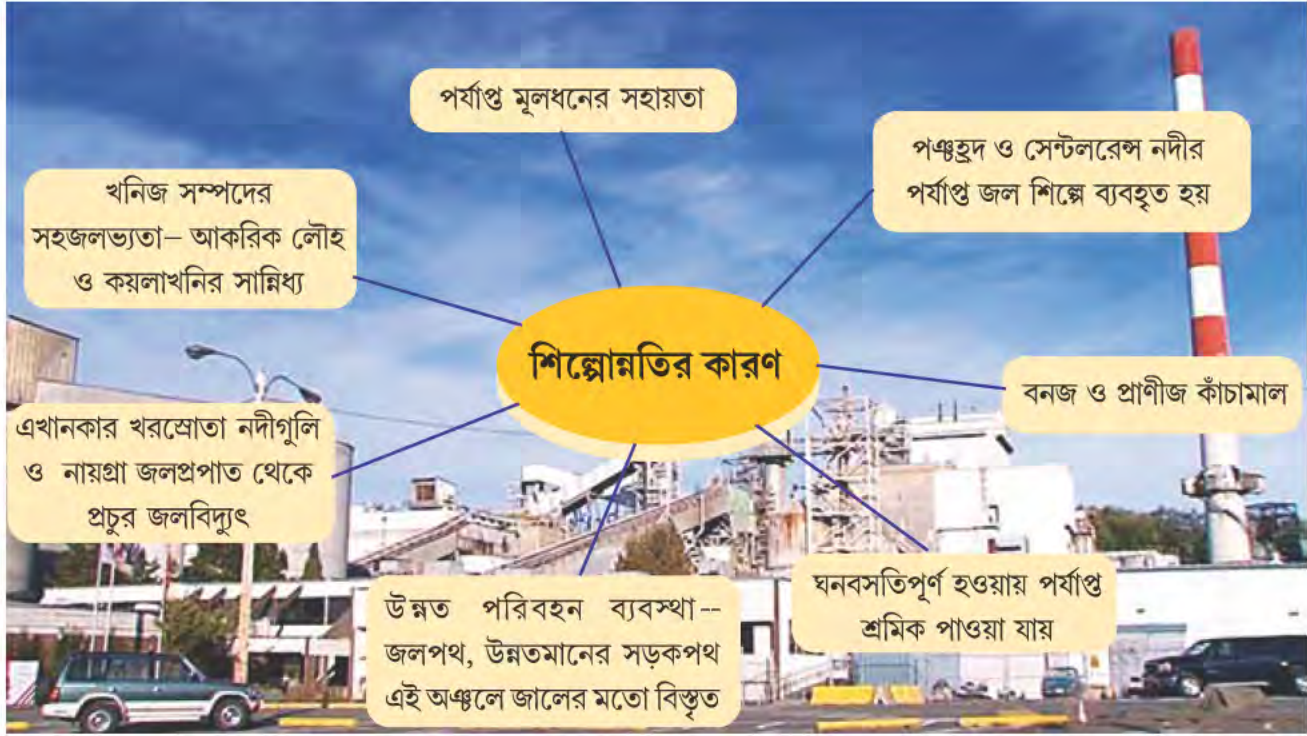 পর্যাপ্ত মূলধনের সহায়তা
পঞ্চহ্রদ ও সেন্টলরেন্স নদীর
পর্যাপ্ত জল শিল্পে ব্যবহৃত হয়
খনিজ সম্পদের
সহজলভ্যতা– আকরিক লৌহ
ও কয়লাখনির সান্নিধ্য
শিল্পোন্নতির কারণ
বনজ ও প্রাণীজ কাঁচামাল
এখানকার খরস্রোতা নদীগুলি
ও নায়গ্রা জলপ্রপাত থেকে
প্রচুর জলবিদ্যুৎ
উন্নত পরিবহন ব্যবস্থা--
জলপথ, উন্নতমানের সড়কপথ
এই অঞ্চলে জালের মতো বিস্তৃত
ঘনবসতিপূর্ণ হওয়ায় পর্যাপ্ত
শ্রমিক পাওয়া যায়